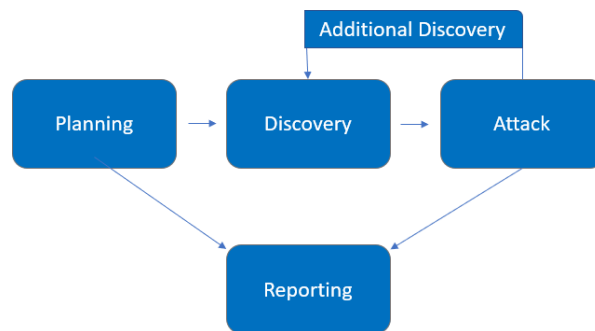 Additional Discovery
Planning
Discovery
Attack
Reporting